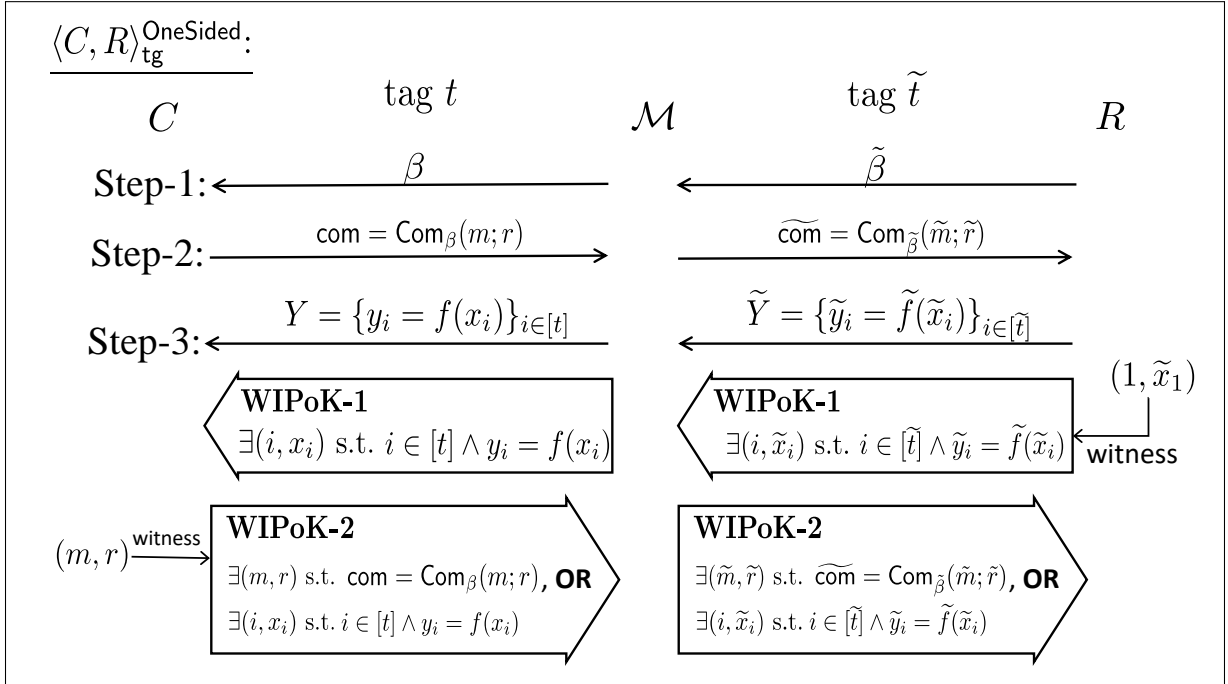 ⟨C, R⟩^OneSided_tg:
tag t tag t̃
C ℳ R
Step-1: β β̃
Step-2: com = Com_β(m; r) c͠om = Com_β̃(m̃; r̃)
Step-3: Y = {y_i = f(x_i)}_{i∈[t]} Ỹ = {ỹ_i = f̃(x̃_i)}_{i∈[t̃]}
WIPoK-1
∃(i, x_i) s.t. i ∈ [t] ∧ y_i = f(x_i)
WIPoK-1
∃(i, x̃_i) s.t. i ∈ [t̃] ∧ ỹ_i = f̃(x̃_i)
(1, x̃_1)
witness
(m, r) witness
WIPoK-2
∃(m, r) s.t. com = Com_β(m; r), OR
∃(i, x_i) s.t. i ∈ [t] ∧ y_i = f(x_i)
WIPoK-2
∃(m̃, r̃) s.t. c͠om = Com_β̃(m̃; r̃), OR
∃(i, x̃_i) s.t. i ∈ [t̃] ∧ ỹ_i = f̃(x̃_i)